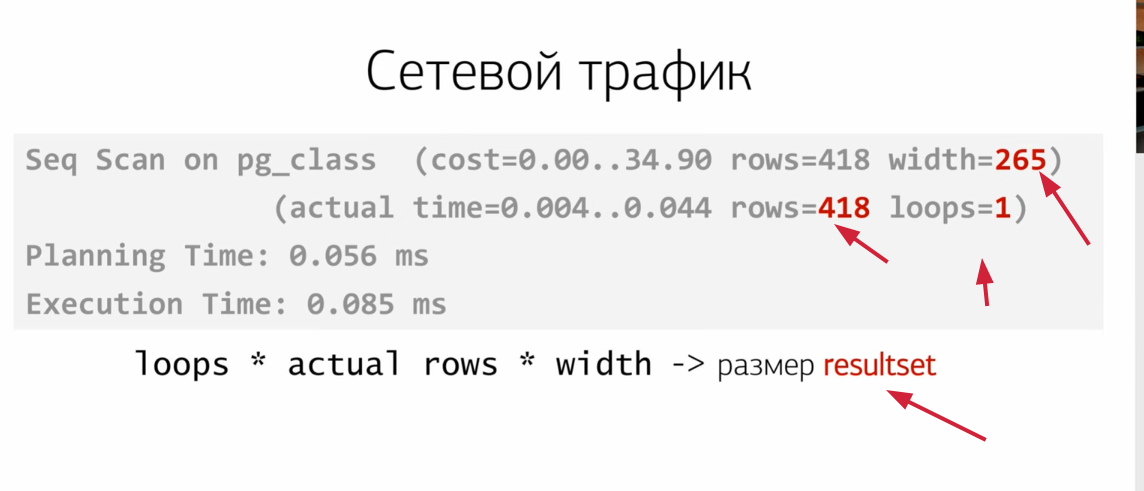 Сетевой трафик
Seq Scan on pg_class (cost=0.00..34.90 rows=418 width=265)
(actual time=0.004..0.044 rows=418 loops=1)
Planning Time: 0.056 ms
Execution Time: 0.085 ms
loops * actual rows * width -> размер resultset